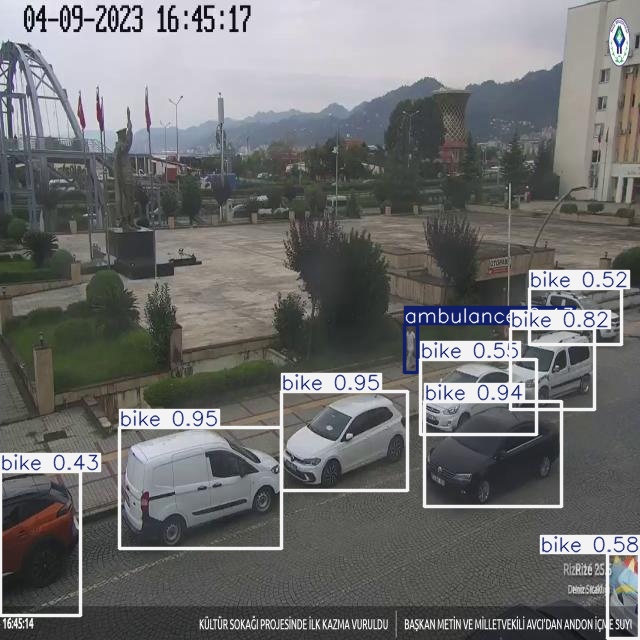 04-09-2023 16:45:17
OTOPARK
bike 0.52
ambulance
bike 0.82
bike 0.55
bike 0.94
bike 0.95
bike 0.95
bike 0.43
bike 0.58
16:45:14
KÜLTÜR SOKAĞI PROJESİNDE İLK KAZMA VURULDU
BAŞKAN METİN VE MİLLETVEKİLİ AVCI'DAN ANDON İÇME SUYI